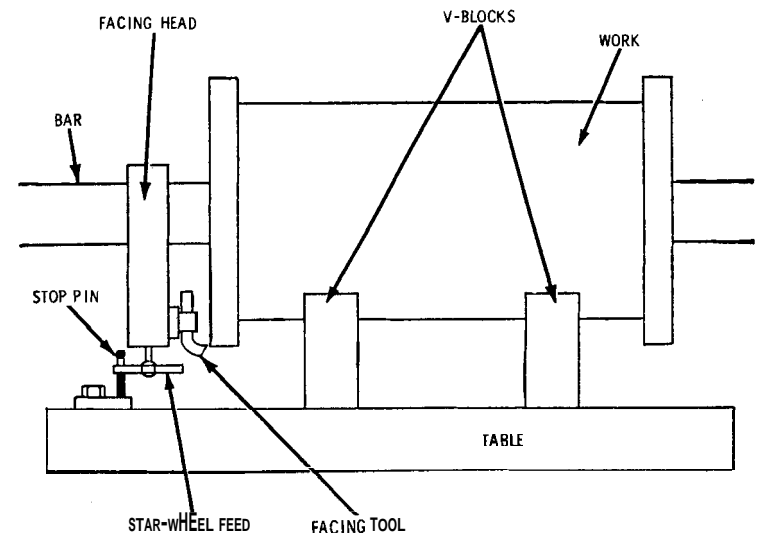 FACING HEAD
V-BLOCKS
WORK
BAR
STOP PIN
TABLE
STAR-WHEEL FEED
FACING TOOL